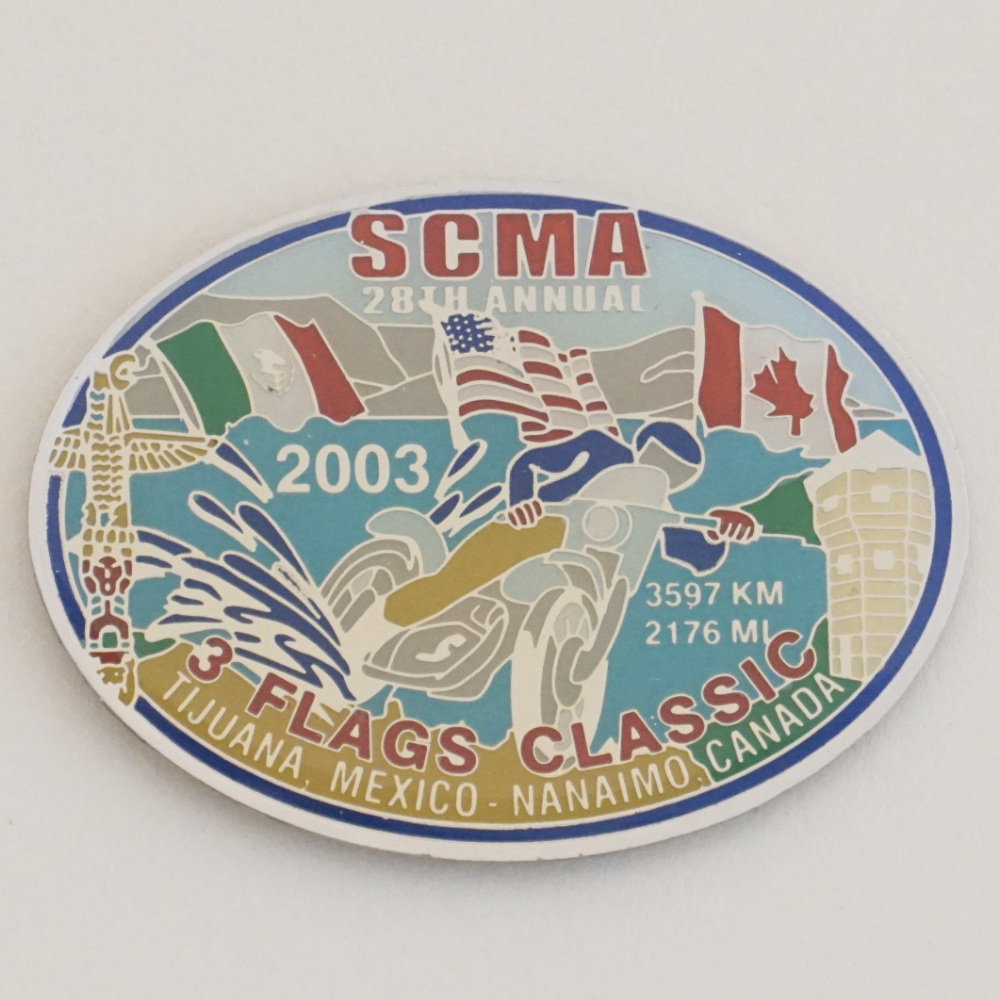 SCMA
28TH ANNUAL
2003
3597 KM
2176 MI
3 FLAGS CLASSIC
TIJUANA, MEXICO - NANAIMO, CANADA